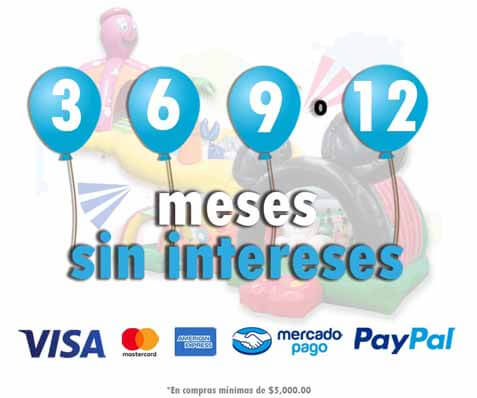 3 6 9 o 12
meses
sin intereses
VISA mastercard AMERICAN EXPRESS mercado pago PayPal
*En compras mínimas de $5,000.00